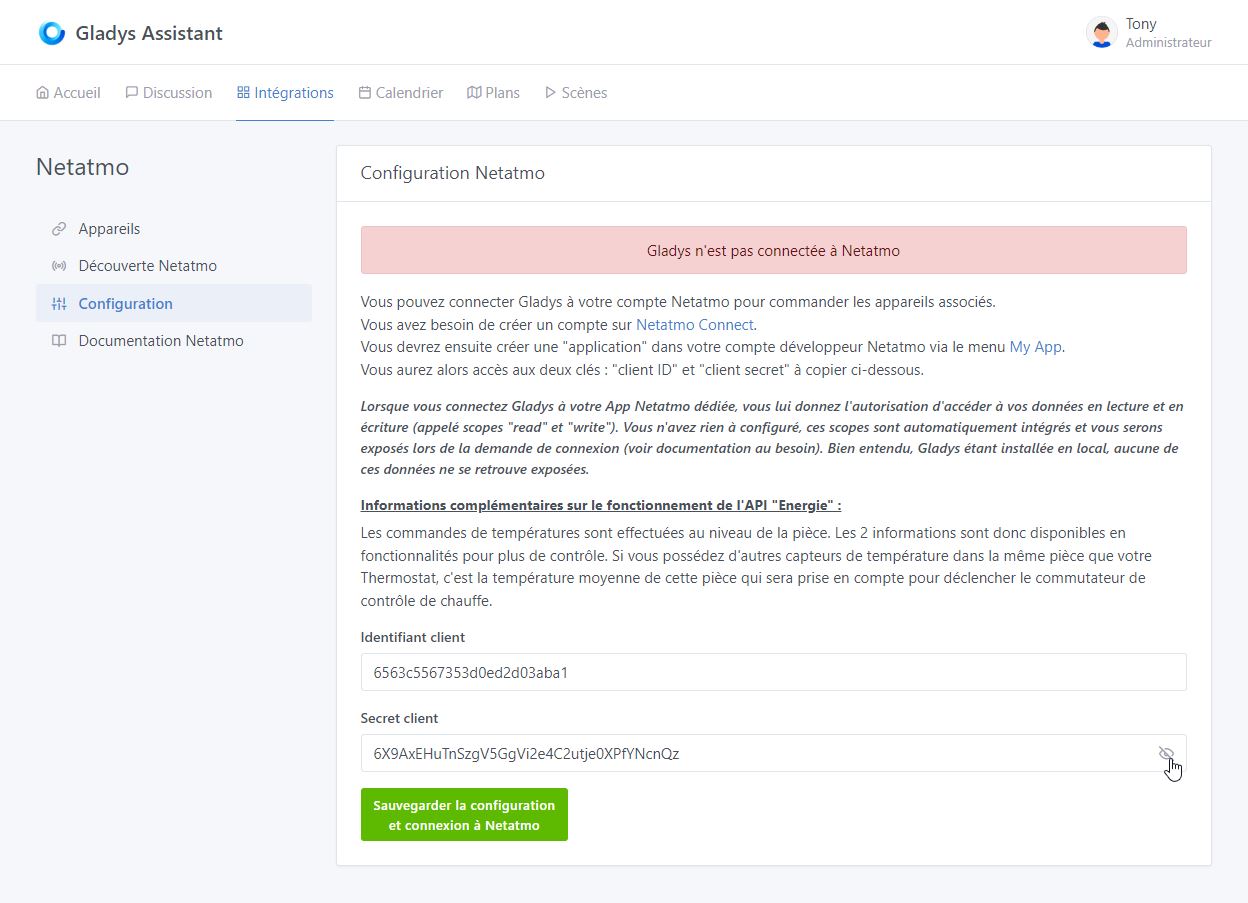 Gladys Assistant
Tony
Administrateur
Accueil
Discussion
Intégrations
Calendrier
Plans
Scènes
Netatmo
Appareils
Découverte Netatmo
Configuration
Documentation Netatmo
Configuration Netatmo
Gladys n'est pas connectée à Netatmo
Vous pouvez connecter Gladys à votre compte Netatmo pour commander les appareils associés.
Vous avez besoin de créer un compte sur Netatmo Connect.
Vous devrez ensuite créer une "application" dans votre compte développeur Netatmo via le menu My App.
Vous aurez alors accès aux deux clés : "client ID" et "client secret" à copier ci-dessous.
Lorsque vous connectez Gladys à votre App Netatmo dédiée, vous lui donnez l'autorisation d'accéder à vos données en lecture et en
écriture (appelé scopes "read" et "write"). Vous n'avez rien à configuré, ces scopes sont automatiquement intégrés et vous serons
exposés lors de la demande de connexion (voir documentation au besoin). Bien entendu, Gladys étant installée en local, aucune de
ces données ne se retrouve exposées.
Informations complémentaires sur le fonctionnement de l'API "Energie" :
Les commandes de températures sont effectuées au niveau de la pièce. Les 2 informations sont donc disponibles en
fonctionnalités pour plus de contrôle. Si vous possédez d'autres capteurs de température dans la même pièce que votre
Thermostat, c'est la température moyenne de cette pièce qui sera prise en compte pour déclencher le commutateur de
contrôle de chauffe.
Identifiant client
6563c5567353d0ed2d03aba1
Secret client
6X9AxEHuTnSzgV5GgVi2e4C2utje0XPfYNcnQz
Sauvegarder la configuration
et connexion à Netatmo